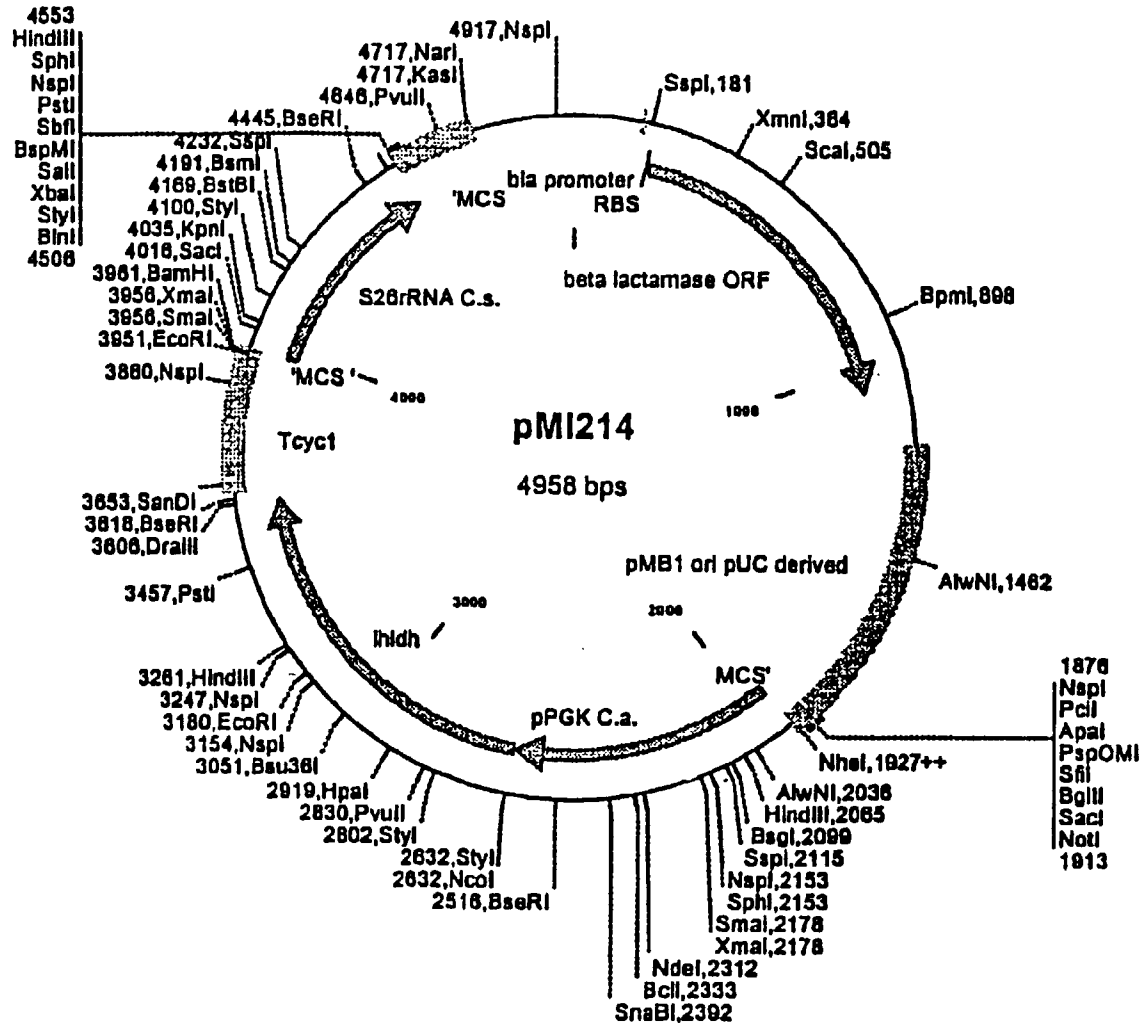 4553
HindIII
SphI
NspI
PstI
SbfI
BspMI
SalI
XbaI
StyI
BlnI
4506
4917,NspI
4717,NarI
4717,KasI
4646,PvuII
4445,BseRI
4232,SspI
4191,BsmI
4169,BstBI
4100,StyI
4035,KpnI
4016,SacI
3961,BamHI
3956,XmaI
3956,SmaI
3951,EcoRI
3880,NspI
3653,SanDI
3618,BseRI
3606,DraIII
3457,PstI
3261,HindIII
3247,NspI
3180,EcoRI
3154,NspI
3051,Bsu36I
2919,HpaI
2830,PvuII
2802,StyI
2632,StyI
2632,NcoI
2516,BseRI
SspI,181
XmnI,384
ScaI,505
BpmI,898
AlwNI,1462
1876
NspI
PciI
ApaI
PspOMI
SfiI
BglII
SacI
NotI
1913
NheI,1927++
AlwNI,2036
HindIII,2065
BsgI,2099
SspI,2115
NspI,2153
SphI,2153
SmaI,2178
XmaI,2178
NdeI,2312
BclI,2333
SnaBI,2392
'MCS
bla promoter
RBS
beta lactamase ORF
S26rRNA C.s.
'MCS '
4000
1000
pMI214
4958 bps
Tcyc1
pMB1 ori pUC derived
3000
2000
lhldh
MCS'
pPGK C.a.